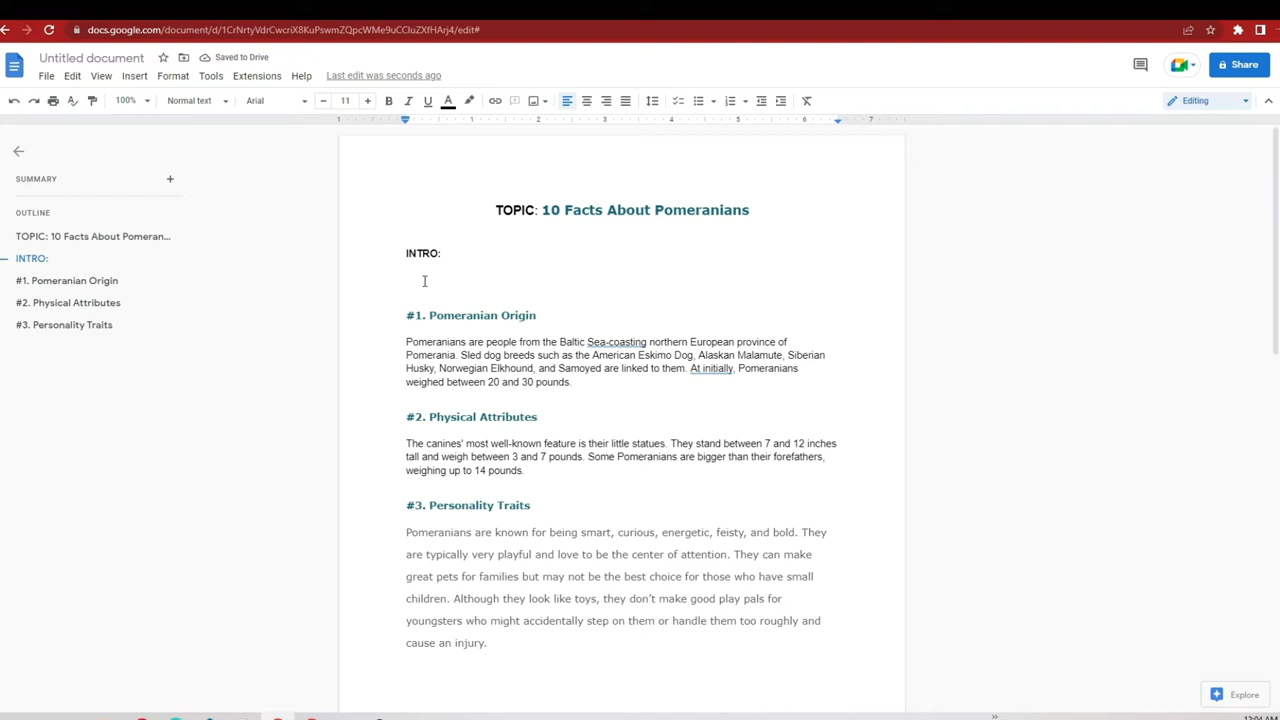 docs.google.com/document/d/1CrNrtyVdrCwcriX8KuPswmZQpcWMe9uCCluZXfHArj4/edit#
Untitled document
Saved to Drive
File Edit View Insert Format Tools Extensions Help Last edit was seconds ago
Share
100% Normal text Arial 11 B I U A Editing
1 1 2 3 4 5 6 7
SUMMARY
OUTLINE
TOPIC: 10 Facts About Pomeran...
INTRO:
#1. Pomeranian Origin
#2. Physical Attributes
#3. Personality Traits
TOPIC: 10 Facts About Pomeranians
INTRO:
#1. Pomeranian Origin
Pomeranians are people from the Baltic Sea-coasting northern European province of
Pomerania. Sled dog breeds such as the American Eskimo Dog, Alaskan Malamute, Siberian
Husky, Norwegian Elkhound, and Samoyed are linked to them. At initially, Pomeranians
weighed between 20 and 30 pounds.
#2. Physical Attributes
The canines' most well-known feature is their little statues. They stand between 7 and 12 inches
tall and weigh between 3 and 7 pounds. Some Pomeranians are bigger than their forefathers,
weighing up to 14 pounds.
#3. Personality Traits
Pomeranians are known for being smart, curious, energetic, feisty, and bold. They
are typically very playful and love to be the center of attention. They can make
great pets for families but may not be the best choice for those who have small
children. Although they look like toys, they don't make good play pals for
youngsters who might accidentally step on them or handle them too roughly and
cause an injury.
Explore